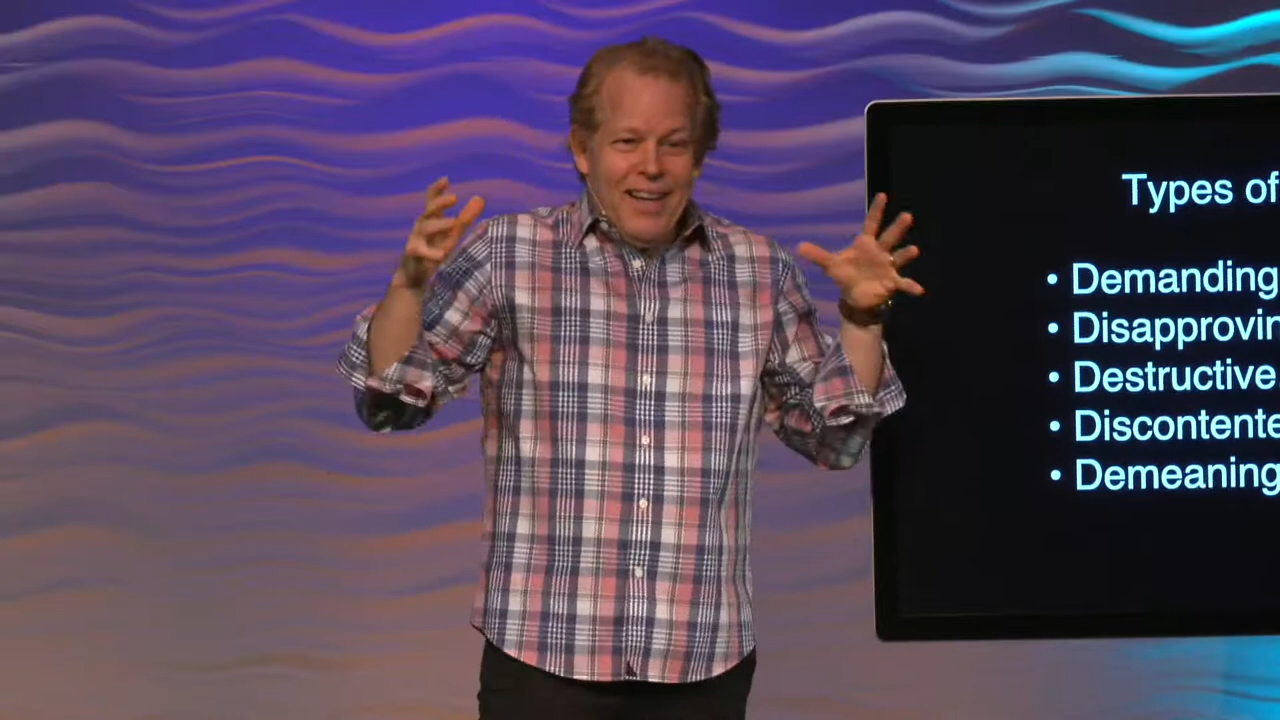 Types of
• Demanding
• Disapprovin
• Destructive
• Discontente
• Demeaning